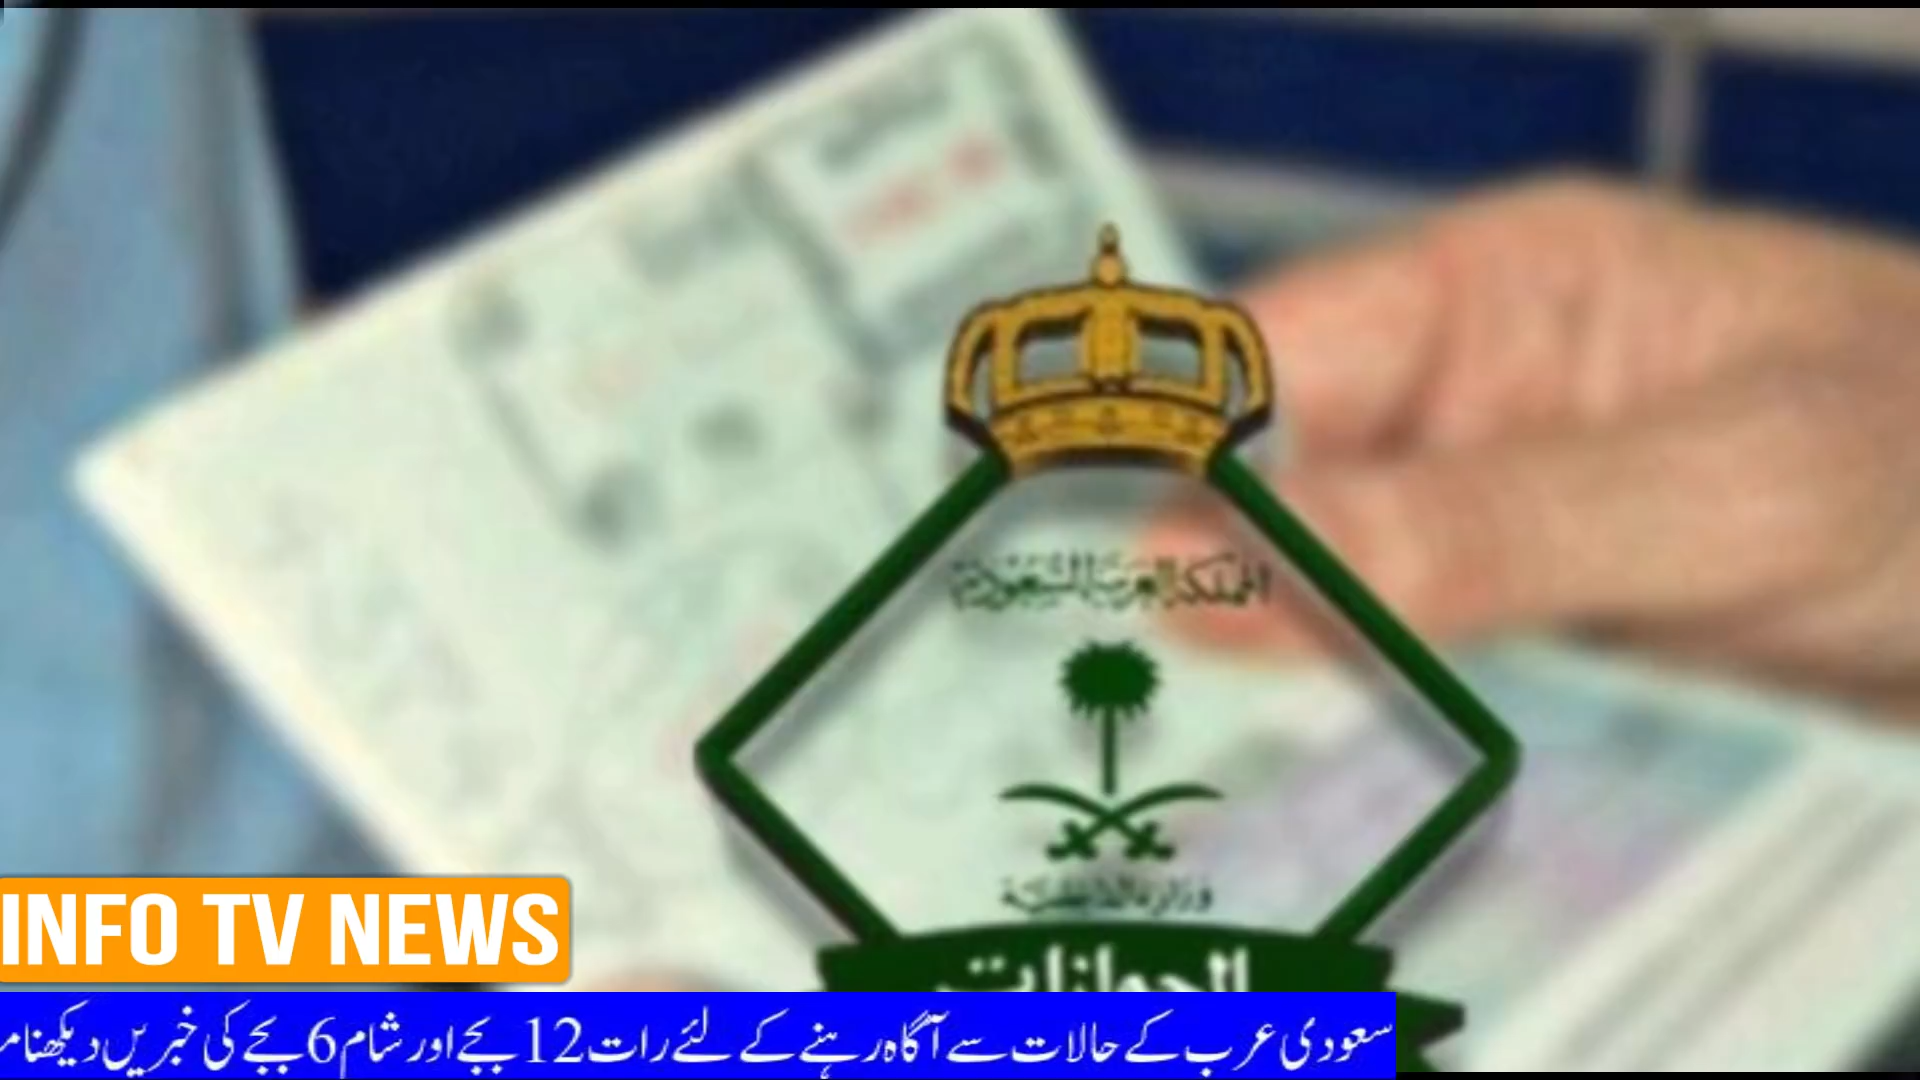 المملكة العربية السعودية
وزارة الداخلية
الجوازات
INFO TV NEWS
سعودی عرب کے حالات سے آگاہ رہنے کے لئے رات 12 بجے اور شام 6 بجے کی خبریں دیکھنا